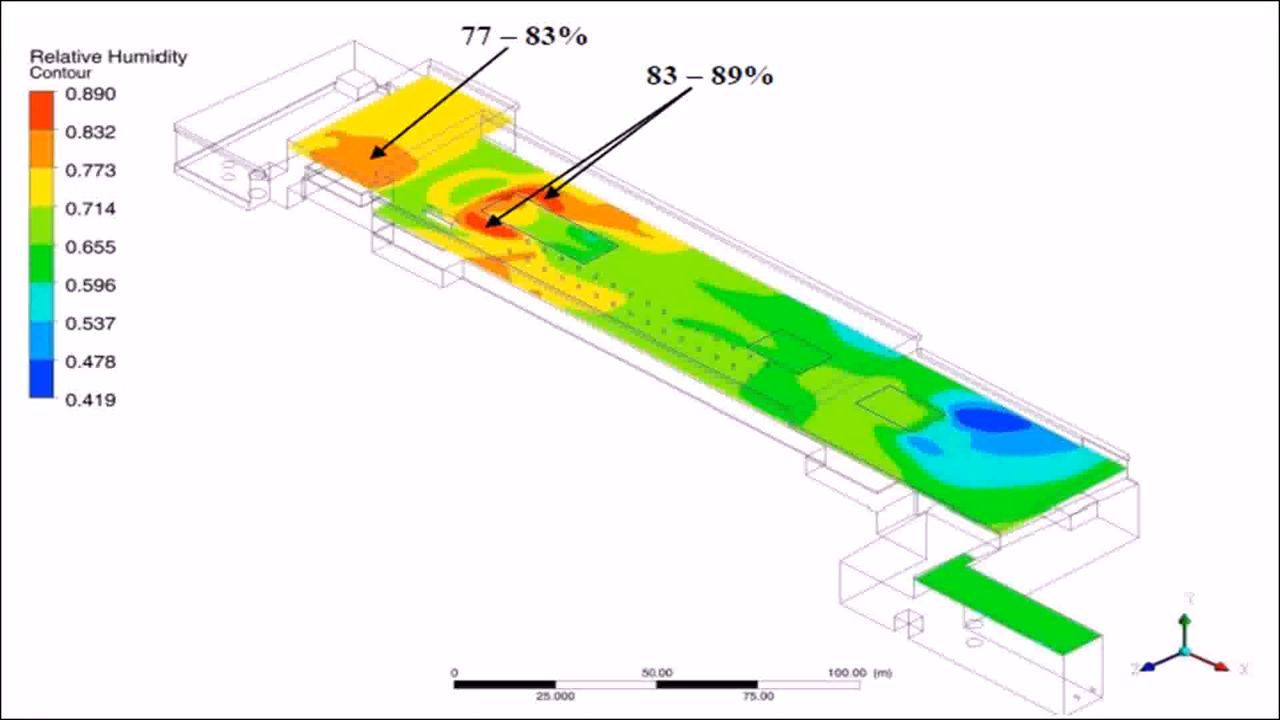 77 – 83%
83 – 89%
Relative Humidity
Contour
0.890
0.832
0.773
0.714
0.655
0.596
0.537
0.478
0.419
0 50.00 100.00 (m)
25.000 75.00
Y
Z X